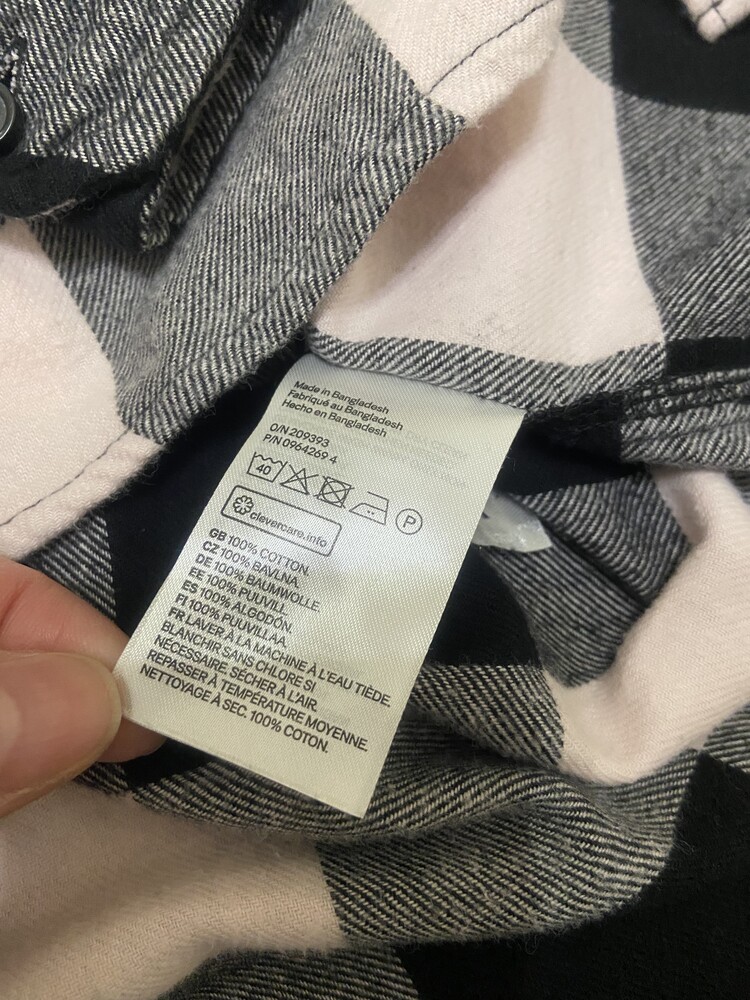 Made in Bangladesh
Fabriqué au Bangladesh
Hecho en Bangladesh
O/N 209393
P/N 0964269 4
40
P
clevercare.info
GB 100% COTTON.
CZ 100% BAVLNA.
DE 100% BAUMWOLLE.
EE 100% PUUVILL.
ES 100% ALGODÓN.
FI 100% PUUVILLAA.
FR LAVER À LA MACHINE À L'EAU TIÈDE.
BLANCHIR SANS CHLORE SI
NÉCESSAIRE. SÉCHER À L'AIR.
REPASSER À TEMPÉRATURE MOYENNE.
NETTOYAGE À SEC. 100% COTON.